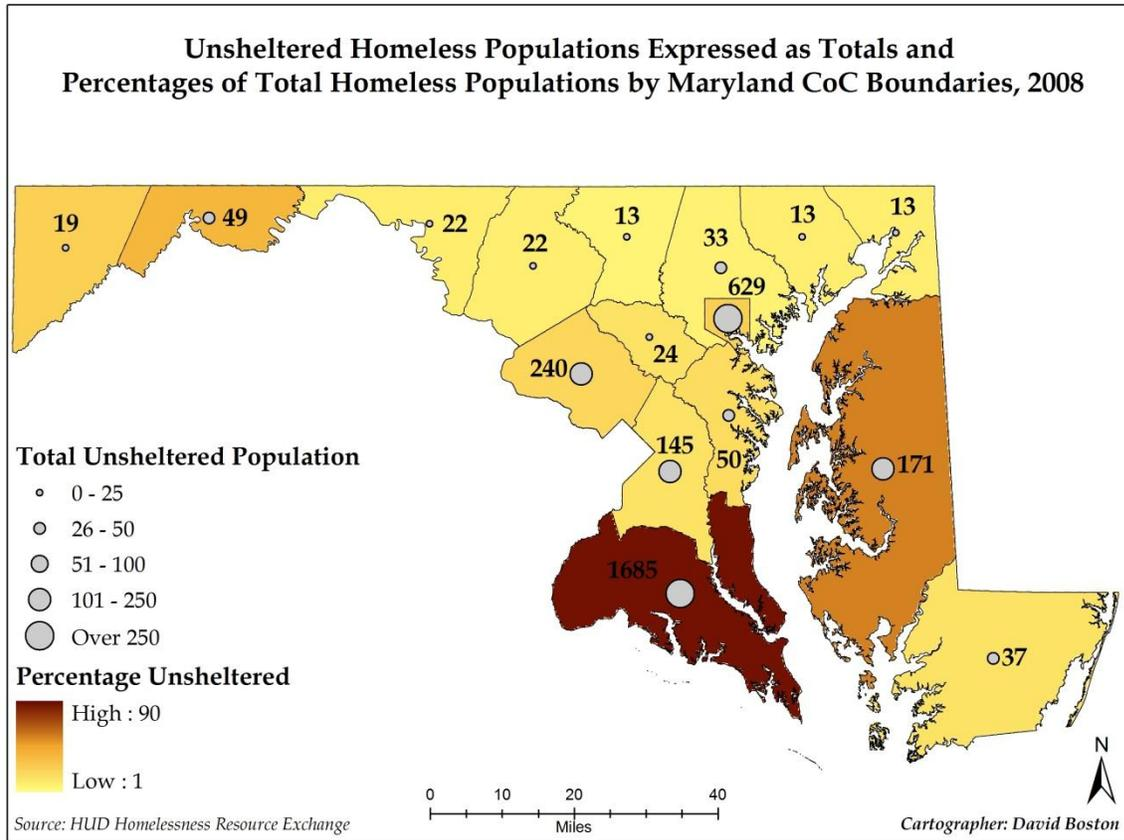 Unsheltered Homeless Populations Expressed as Totals and
Percentages of Total Homeless Populations by Maryland CoC Boundaries, 2008
19
49
22
22
13
33
13
13
629
240
24
145
50
171
1685
37
Total Unsheltered Population
0 - 25
26 - 50
51 - 100
101 - 250
Over 250
Percentage Unsheltered
High : 90
Low : 1
Source: HUD Homelessness Resource Exchange
0 20 40
Miles
N
Cartographer: David Boston